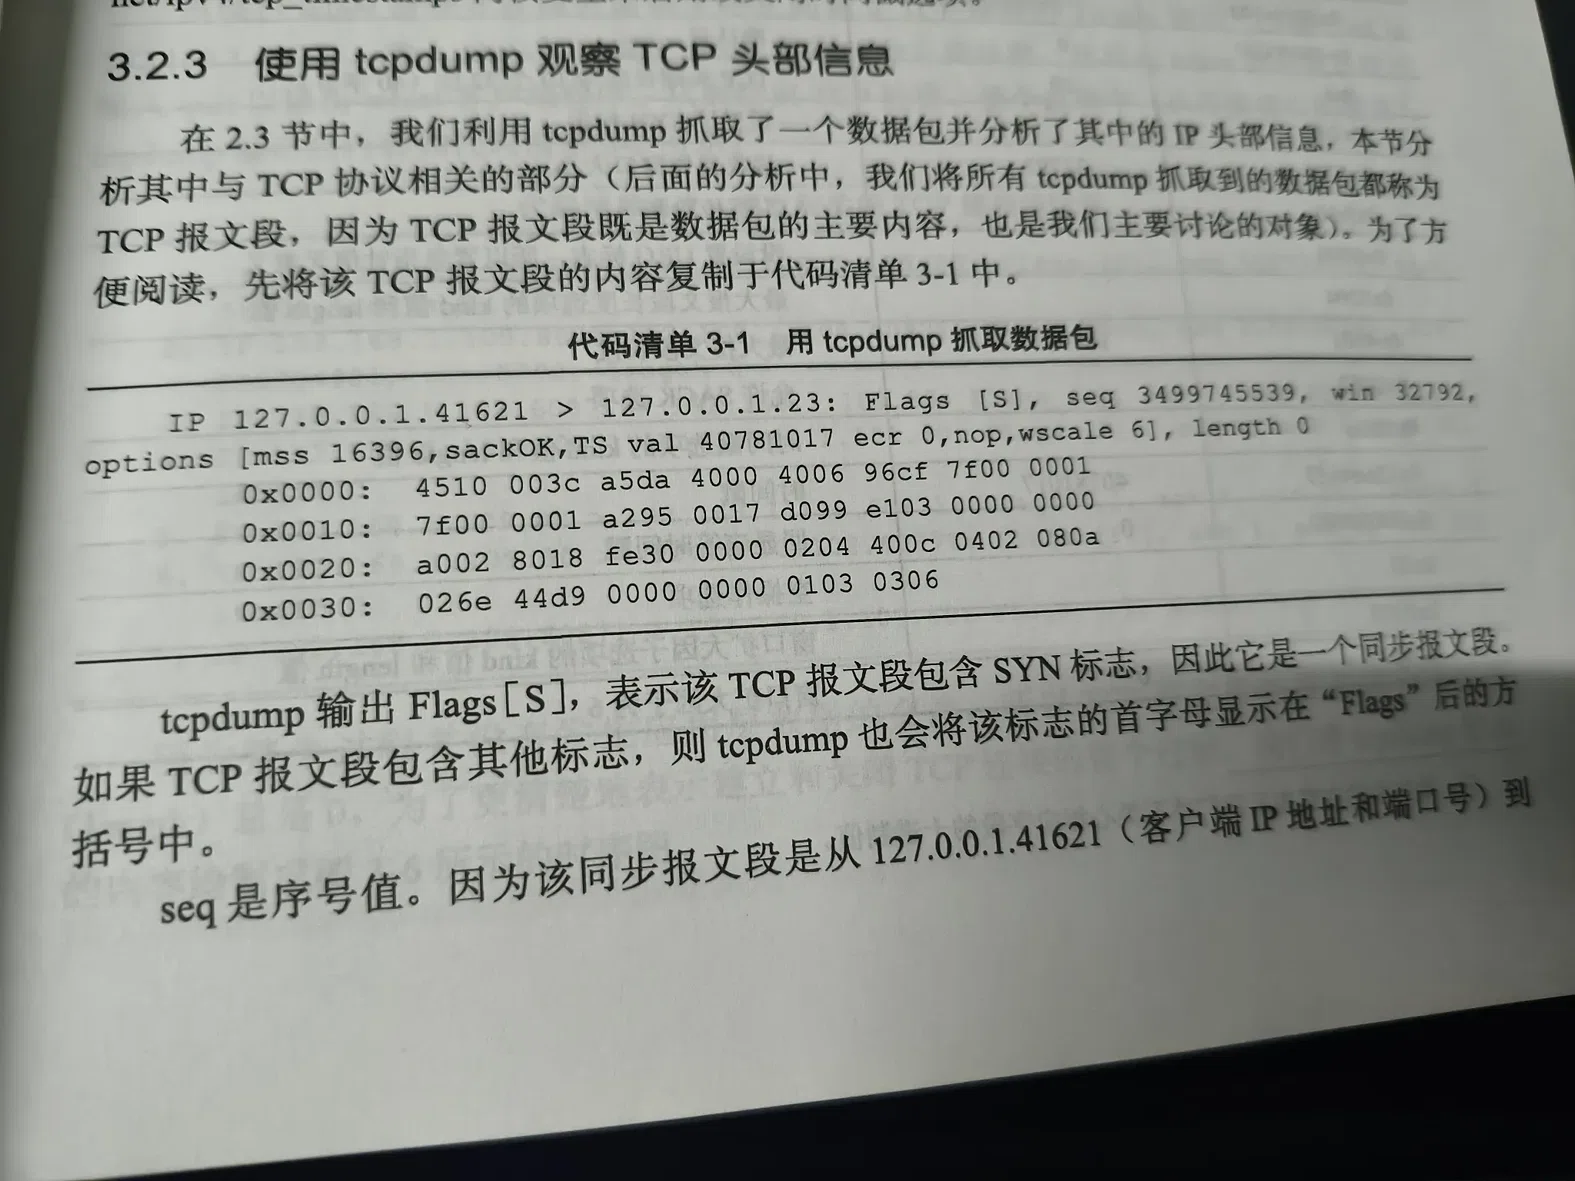 3.2.3 使用 tcpdump 观察 TCP 头部信息
在 2.3 节中，我们利用 tcpdump 抓取了一个数据包并分析了其中的 IP 头部信息，本节分
析其中与 TCP 协议相关的部分（后面的分析中，我们将所有 tcpdump 抓取到的数据包都称为
TCP 报文段，因为 TCP 报文段既是数据包的主要内容，也是我们主要讨论的对象）。为了方
便阅读，先将该 TCP 报文段的内容复制于代码清单 3-1 中。
代码清单 3-1 用 tcpdump 抓取数据包
IP 127.0.0.1.41621 > 127.0.0.1.23: Flags [S], seq 3499745539, win 32792,
options [mss 16396,sackOK,TS val 40781017 ecr 0,nop,wscale 6], length 0
0x0000: 4510 003c a5da 4000 4006 96cf 7f00 0001
0x0010: 7f00 0001 a295 0017 d099 e103 0000 0000
0x0020: a002 8018 fe30 0000 0204 400c 0402 080a
0x0030: 026e 44d9 0000 0000 0103 0306
tcpdump 输出 Flags[S]，表示该 TCP 报文段包含 SYN 标志，因此它是一个同步报文段。
如果 TCP 报文段包含其他标志，则 tcpdump 也会将该标志的首字母显示在“Flags”后的方
括号中。
seq 是序号值。因为该同步报文段是从 127.0.0.1.41621（客户端 IP 地址和端口号）到